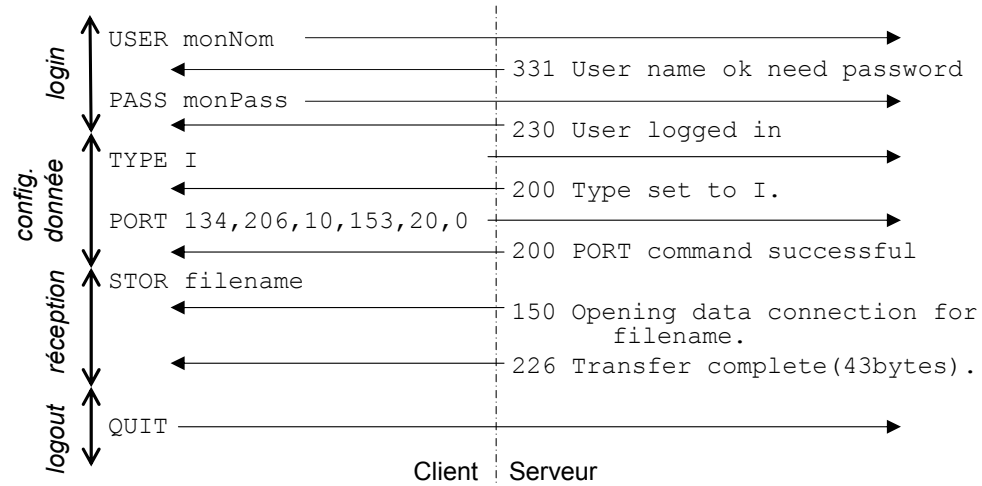 login
USER monNom
331 User name ok need password
PASS monPass
230 User logged in
config.
donnée
TYPE I
200 Type set to I.
PORT 134,206,10,153,20,0
200 PORT command successful
réception
STOR filename
150 Opening data connection for
filename.
226 Transfer complete(43bytes).
logout
QUIT
Client
Serveur